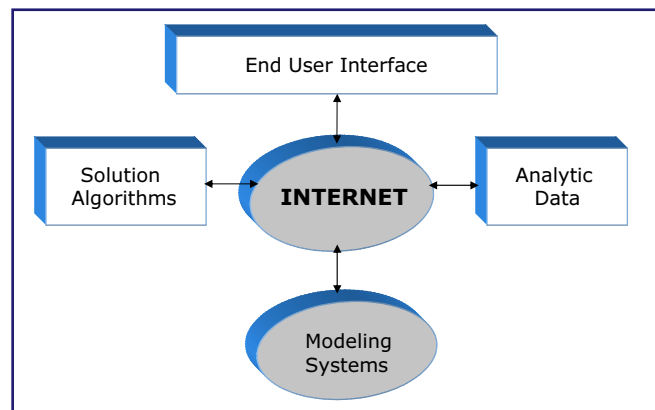 End User Interface
Solution
Algorithms
INTERNET
Analytic
Data
Modeling
Systems